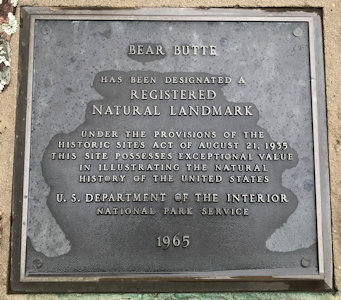 BEAR BUTTE
HAS BEEN DESIGNATED A
REGISTERED
NATURAL LANDMARK
UNDER THE PROVISIONS OF THE
HISTORIC SITES ACT OF AUGUST 21, 1935
THIS SITE POSSESSES EXCEPTIONAL VALUE
IN ILLUSTRATING THE NATURAL
HISTORY OF THE UNITED STATES
U. S. DEPARTMENT OF THE INTERIOR
NATIONAL PARK SERVICE
1965